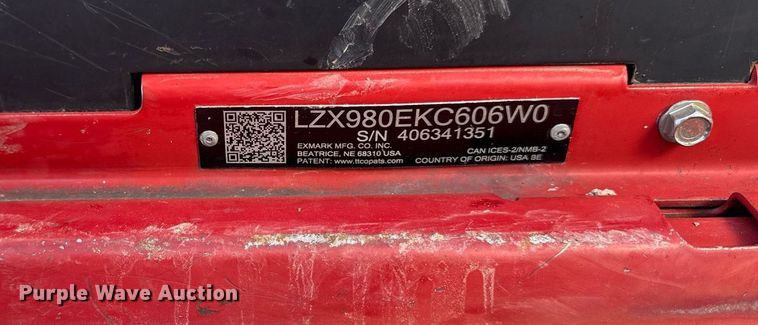 LZX980EKC606W0
S/N 406341351
EXMARK MFG. CO. INC.
BEATRICE, NE 68310 USA
PATENT: www.ttcopats.com
CAN ICES-2/NMB-2
COUNTRY OF ORIGIN: USA BE
Purple Wave Auction